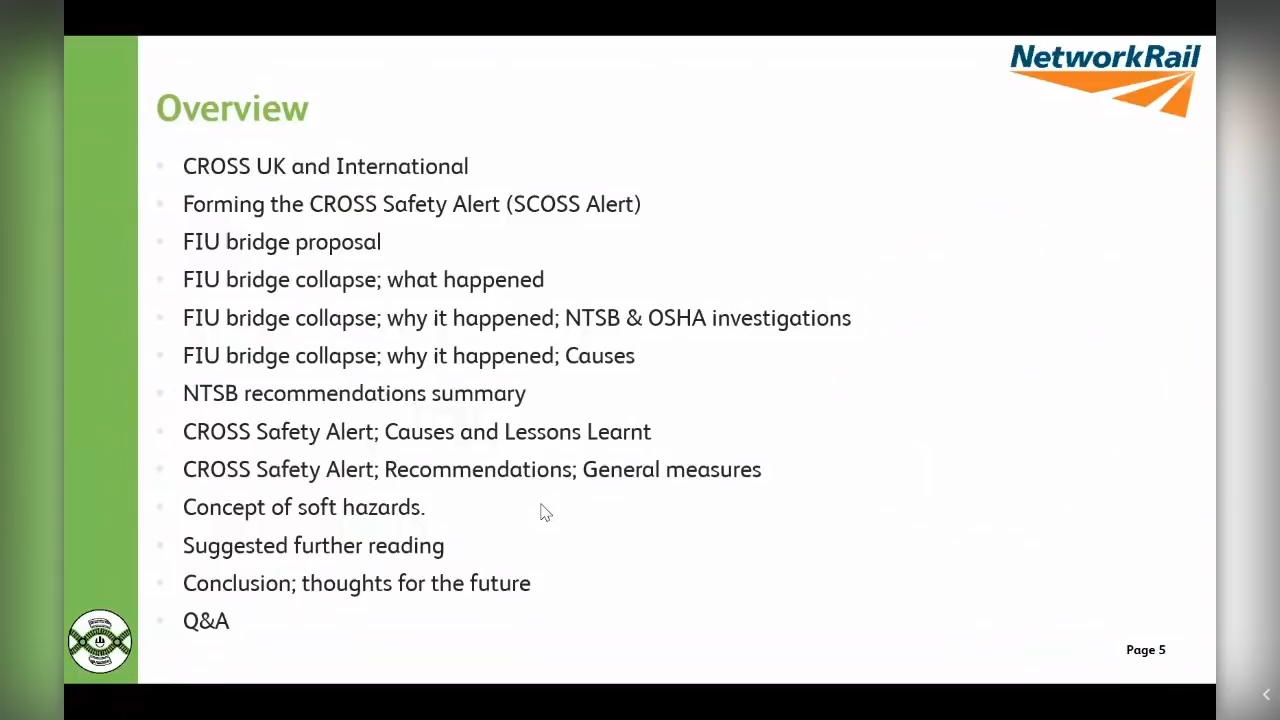 NetworkRail
Overview
CROSS UK and International
Forming the CROSS Safety Alert (SCOSS Alert)
FIU bridge proposal
FIU bridge collapse; what happened
FIU bridge collapse; why it happened; NTSB & OSHA investigations
FIU bridge collapse; why it happened; Causes
NTSB recommendations summary
CROSS Safety Alert; Causes and Lessons Learnt
CROSS Safety Alert; Recommendations; General measures
Concept of soft hazards.
Suggested further reading
Conclusion; thoughts for the future
Q&A
Page 5